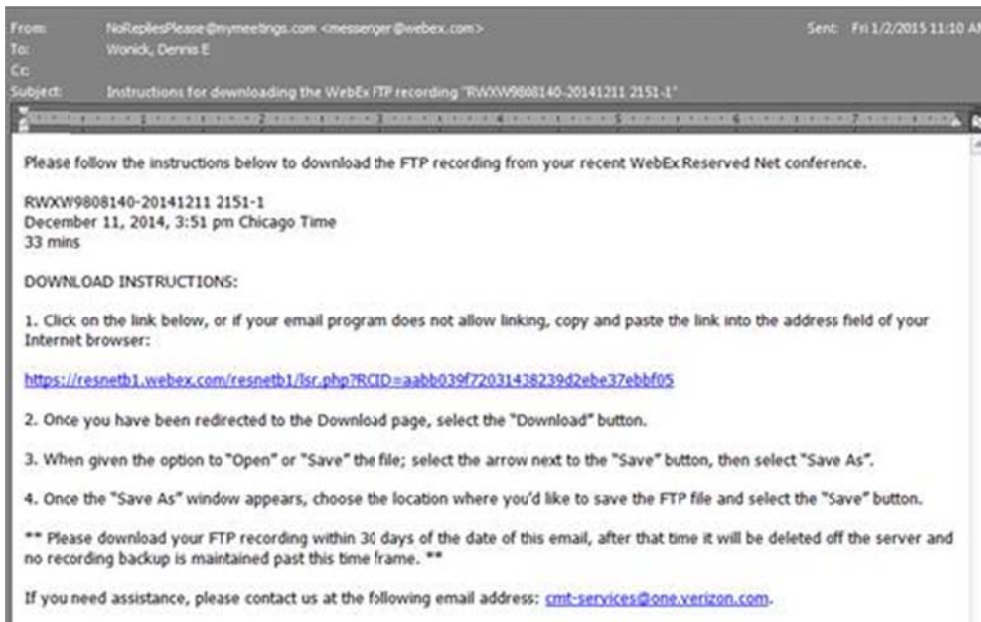 From: NoRepliesPlease@mymeetings.com <messenger@webex.com> Sent: Fri 1/2/2015 11:10 AM
To: Wonick, Dennis E
Cc:
Subject: Instructions for downloading the WebEx FTP recording "RWXW9808140-20141211 2151-1"
1 2 3 4 5 6 7
Please follow the instructions below to download the FTP recording from your recent WebEx Reserved Net conference.
RWXW9808140-20141211 2151-1
December 11, 2014, 3:51 pm Chicago Time
33 mins
DOWNLOAD INSTRUCTIONS:
1. Click on the link below, or if your email program does not allow linking, copy and paste the link into the address field of your
Internet browser:
https://resnetb1.webex.com/resnetb1/lsr.php?RCID=aabb039f72031438239d2ebe37ebbf05
2. Once you have been redirected to the Download page, select the "Download" button.
3. When given the option to "Open" or "Save" the file; select the arrow next to the "Save" button, then select "Save As".
4. Once the "Save As" window appears, choose the location where you'd like to save the FTP file and select the "Save" button.
** Please download your FTP recording within 30 days of the date of this email, after that time it will be deleted off the server and
no recording backup is maintained past this time frame. **
If you need assistance, please contact us at the following email address: cmt-services@one.verizon.com.